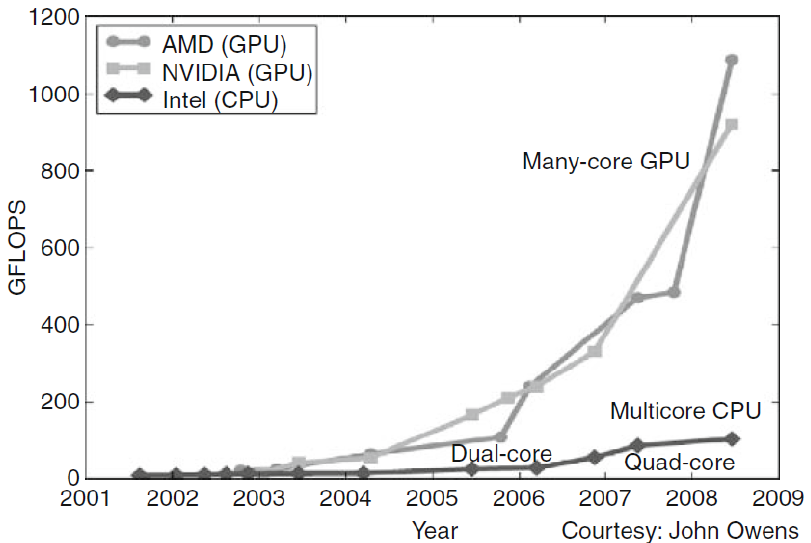 1200
1000
800
600
400
200
0
GFLOPS
AMD (GPU)
NVIDIA (GPU)
Intel (CPU)
Many-core GPU
Multicore CPU
Dual-core
Quad-core
2001 2002 2003 2004 2005 2006 2007 2008 2009
Year
Courtesy: John Owens